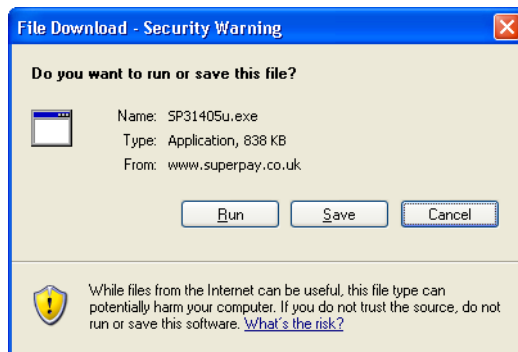 File Download - Security Warning
Do you want to run or save this file?
Name: SP31405u.exe
Type: Application, 838 KB
From: www.superpay.co.uk
Run Save Cancel
While files from the Internet can be useful, this file type can
potentially harm your computer. If you do not trust the source, do not
run or save this software. What's the risk?